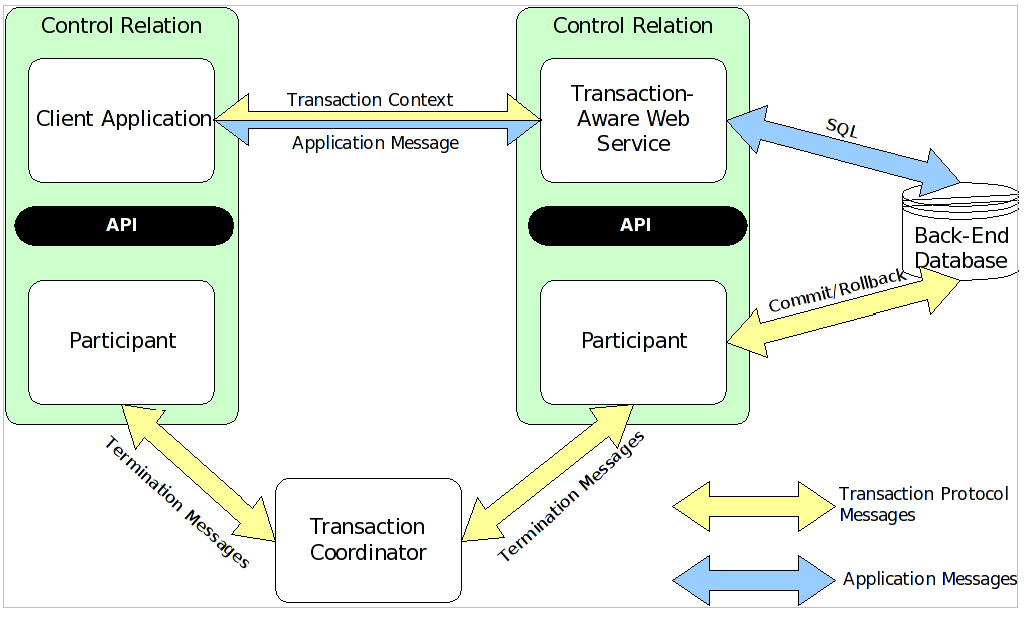 Control Relation
Control Relation
Client Application
Transaction Context
Application Message
Transaction-
Aware Web
Service
SQL
API
API
Back-End
Database
Commit/Rollback
Participant
Participant
Termination Messages
Termination Messages
Transaction
Coordinator
Transaction Protocol
Messages
Application Messages